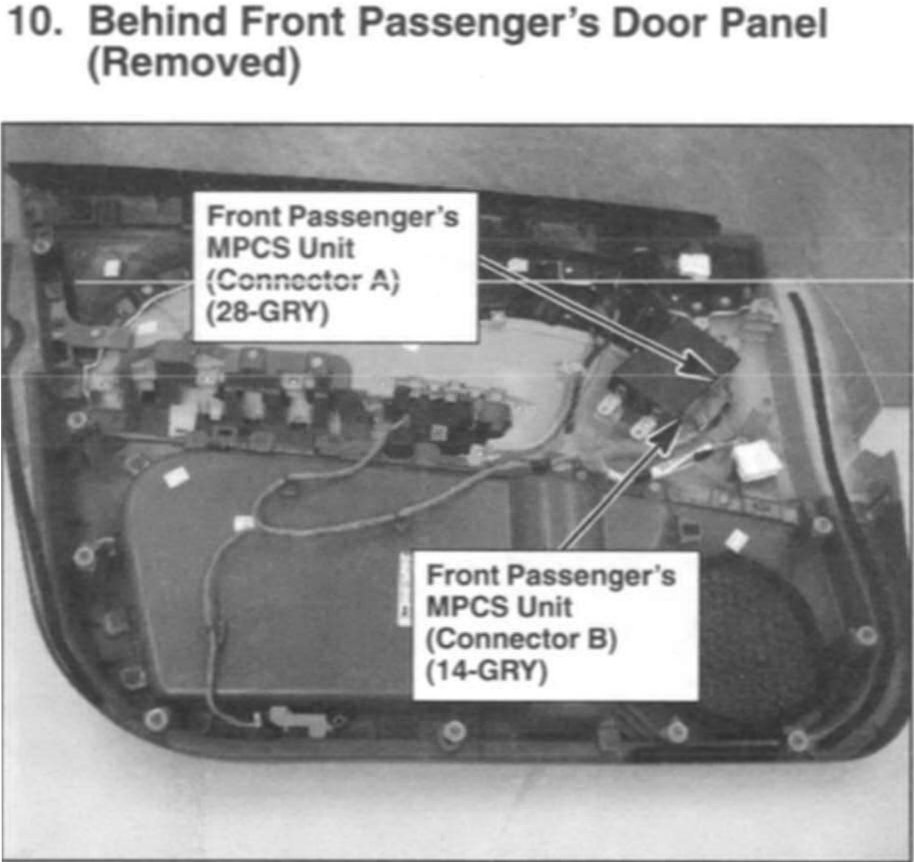 10. Behind Front Passenger's Door Panel
(Removed)
Front Passenger's
MPCS Unit
(Connector A)
(28-GRY)
Front Passenger's
MPCS Unit
(Connector B)
(14-GRY)